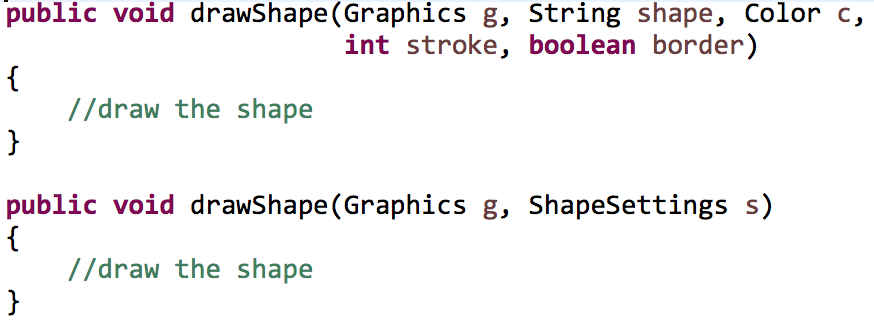 public void drawShape(Graphics g, String shape, Color c,
                      int stroke, boolean border)
{
    //draw the shape
}

public void drawShape(Graphics g, ShapeSettings s)
{
    //draw the shape
}